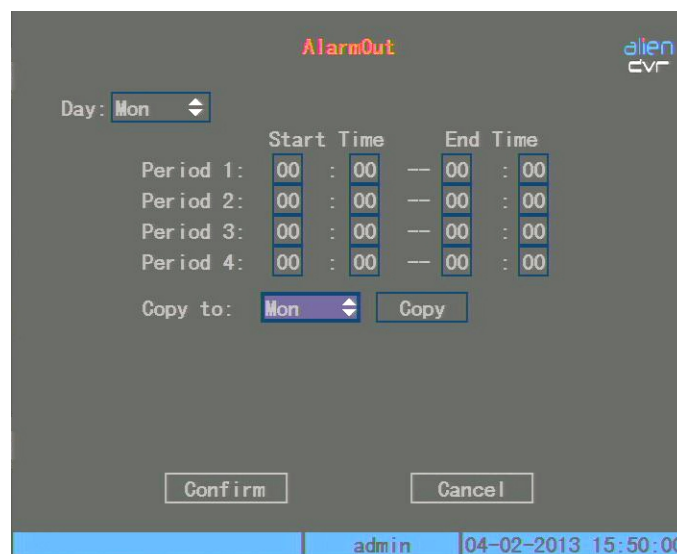 AlarmOut
alien
dvr
Day: Mon
Start Time End Time
Period 1: 00 : 00 -- 00 : 00
Period 2: 00 : 00 -- 00 : 00
Period 3: 00 : 00 -- 00 : 00
Period 4: 00 : 00 -- 00 : 00
Copy to: Mon Copy
Confirm Cancel
admin 04-02-2013 15:50:00